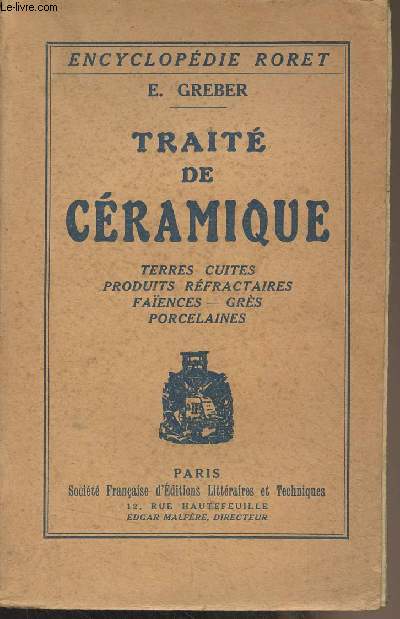 Le-livre.com
ENCYCLOPÉDIE RORET
E. GREBER
TRAITÉ
DE
CÉRAMIQUE
TERRES CUITES
PRODUITS RÉFRACTAIRES
FAÏENCES — GRÈS
PORCELAINES
PARIS
Société Française d'Éditions Littéraires et Techniques
12, RUE HAUTEFEUILLE
EDGAR MALFÈRE, DIRECTEUR